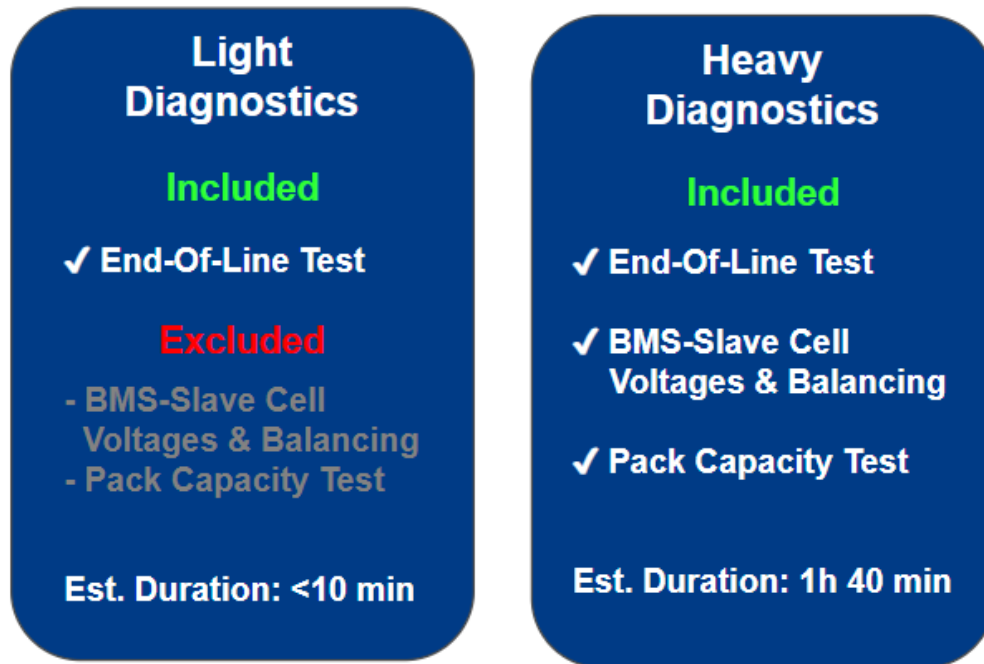 Light
Diagnostics
Included
✓ End-Of-Line Test
Excluded
- BMS-Slave Cell
Voltages & Balancing
- Pack Capacity Test
Est. Duration: <10 min
Heavy
Diagnostics
Included
✓ End-Of-Line Test
✓ BMS-Slave Cell
Voltages & Balancing
✓ Pack Capacity Test
Est. Duration: 1h 40 min